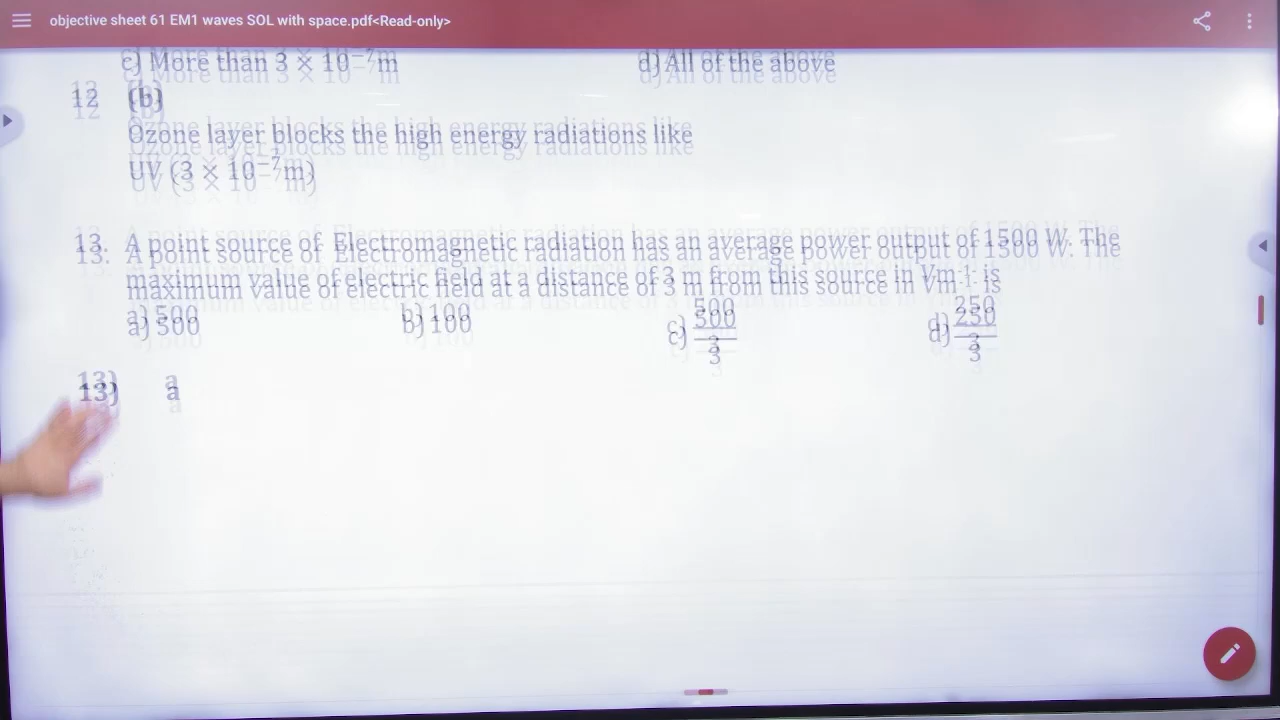 objective sheet 61 EM1 waves SOL with space.pdf<Read-only>
c) More than 3 × 10⁻⁷m d) All of the above
12 (b)
Ozone layer blocks the high energy radiations like
UV (3 × 10⁻⁷m)
13. A point source of Electromagnetic radiation has an average power output of 1500 W. The
maximum value of electric field at a distance of 3 m from this source in Vm⁻¹ is
a) 500 b) 100 c) 500/3 d) 250/3
13) a